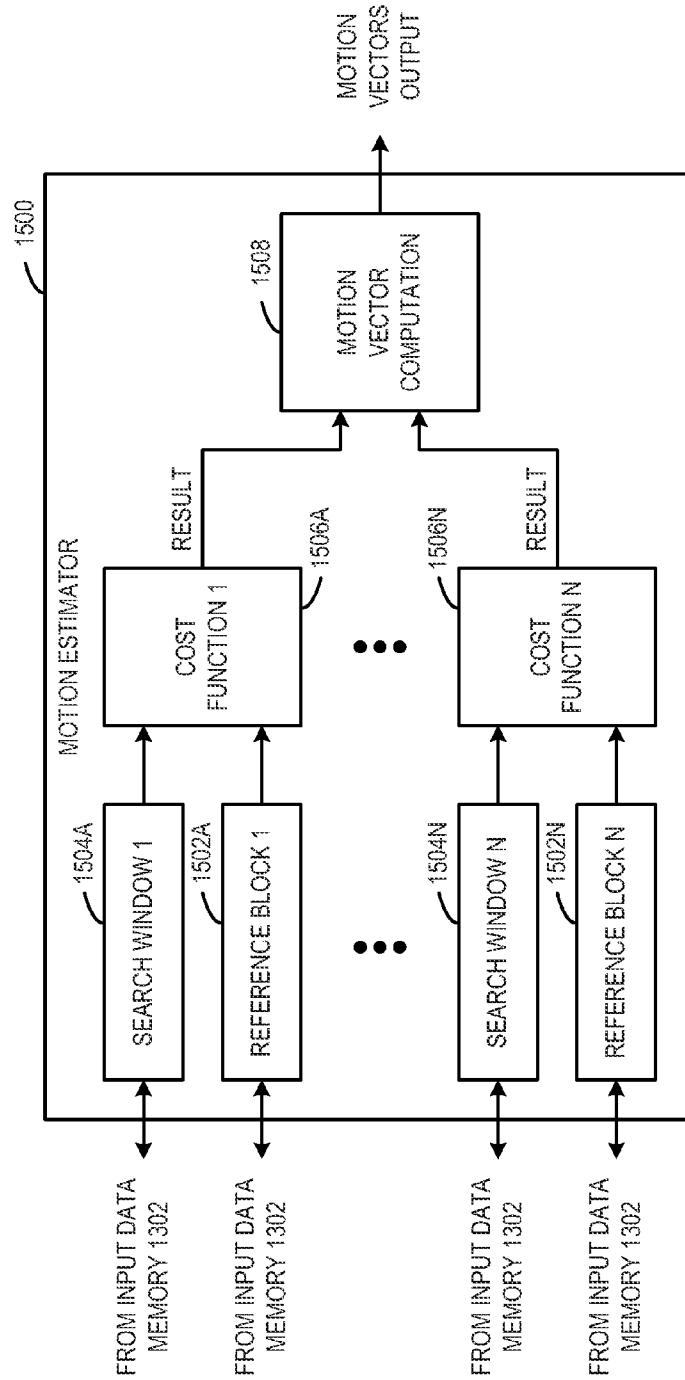 1500
MOTION ESTIMATOR
FROM INPUT DATA
MEMORY 1302
1504A
SEARCH WINDOW 1
FROM INPUT DATA
MEMORY 1302
1502A
REFERENCE BLOCK 1
COST
FUNCTION 1
1506A
RESULT
FROM INPUT DATA
MEMORY 1302
1504N
SEARCH WINDOW N
FROM INPUT DATA
MEMORY 1302
1502N
REFERENCE BLOCK N
1506N
COST
FUNCTION N
RESULT
1508
MOTION
VECTOR
COMPUTATION
MOTION
VECTORS
OUTPUT